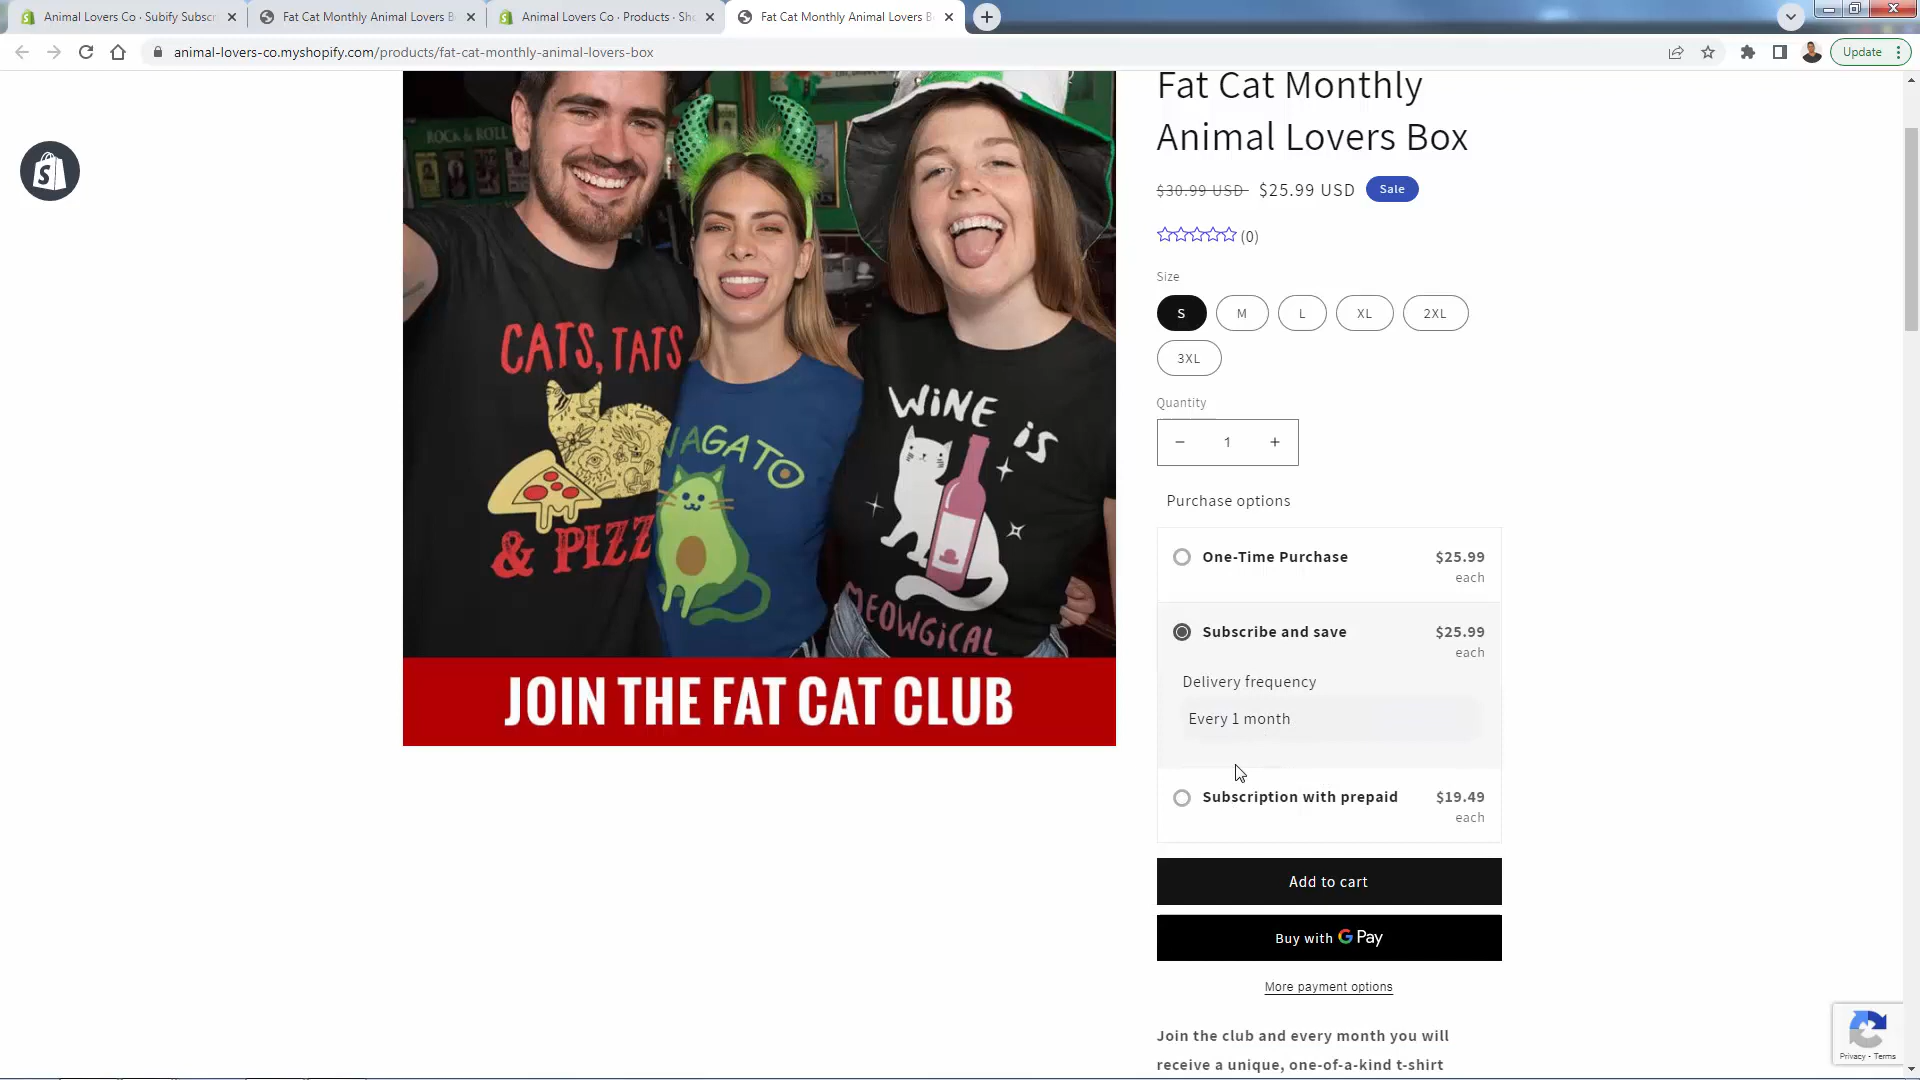 Animal Lovers Co · Subify Subscr
Fat Cat Monthly Animal Lovers B
Animal Lovers Co · Products · Sho
Fat Cat Monthly Animal Lovers B
animal-lovers-co.myshopify.com/products/fat-cat-monthly-animal-lovers-box
Update
ROCK & ROLL
CATS, TATS
& PIZZ
VAGATO
WINE is
MEOWGICAL
JOIN THE FAT CAT CLUB
Fat Cat Monthly
Animal Lovers Box
$30.99 USD $25.99 USD Sale
(0)
Size
S M L XL 2XL
3XL
Quantity
− 1 +
Purchase options
One-Time Purchase $25.99
each
Subscribe and save $25.99
each
Delivery frequency
Every 1 month
Subscription with prepaid $19.49
each
Add to cart
Buy with G Pay
More payment options
Join the club and every month you will
receive a unique, one-of-a-kind t-shirt
Privacy - Terms